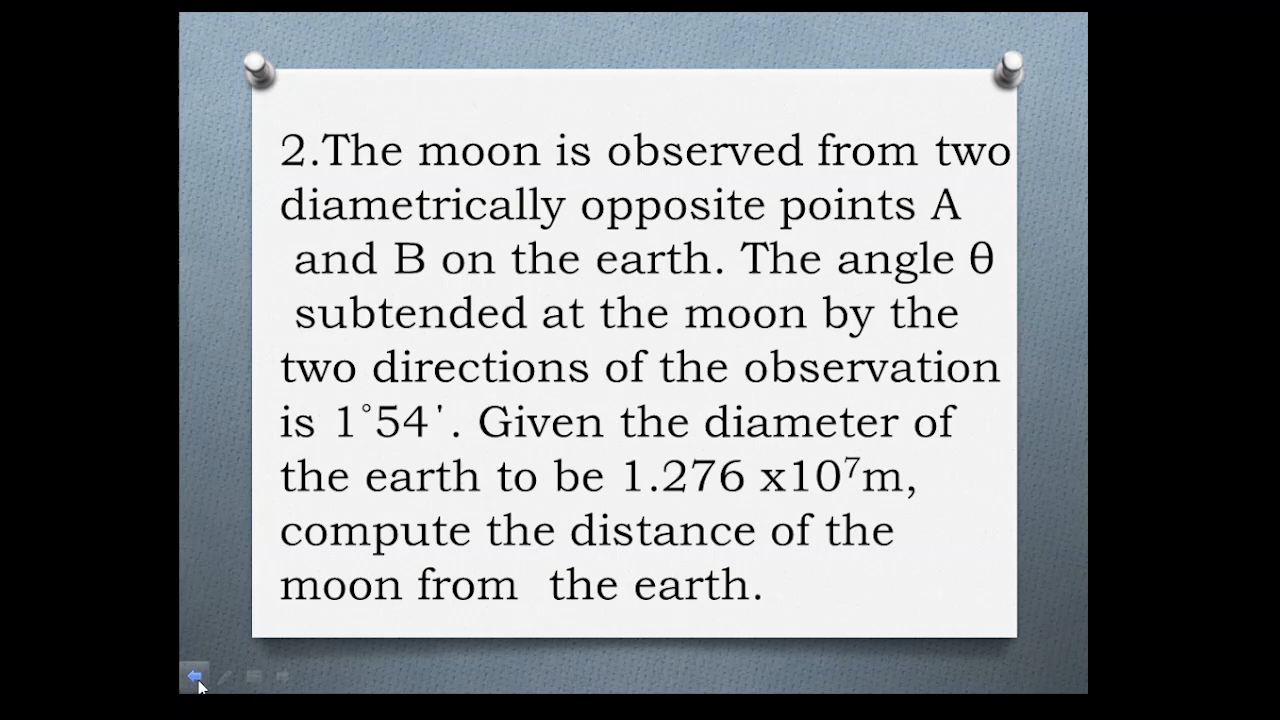 2.The moon is observed from two
diametrically opposite points A
and B on the earth. The angle θ
subtended at the moon by the
two directions of the observation
is 1˚54'. Given the diameter of
the earth to be 1.276 x10⁷m,
compute the distance of the
moon from  the earth.